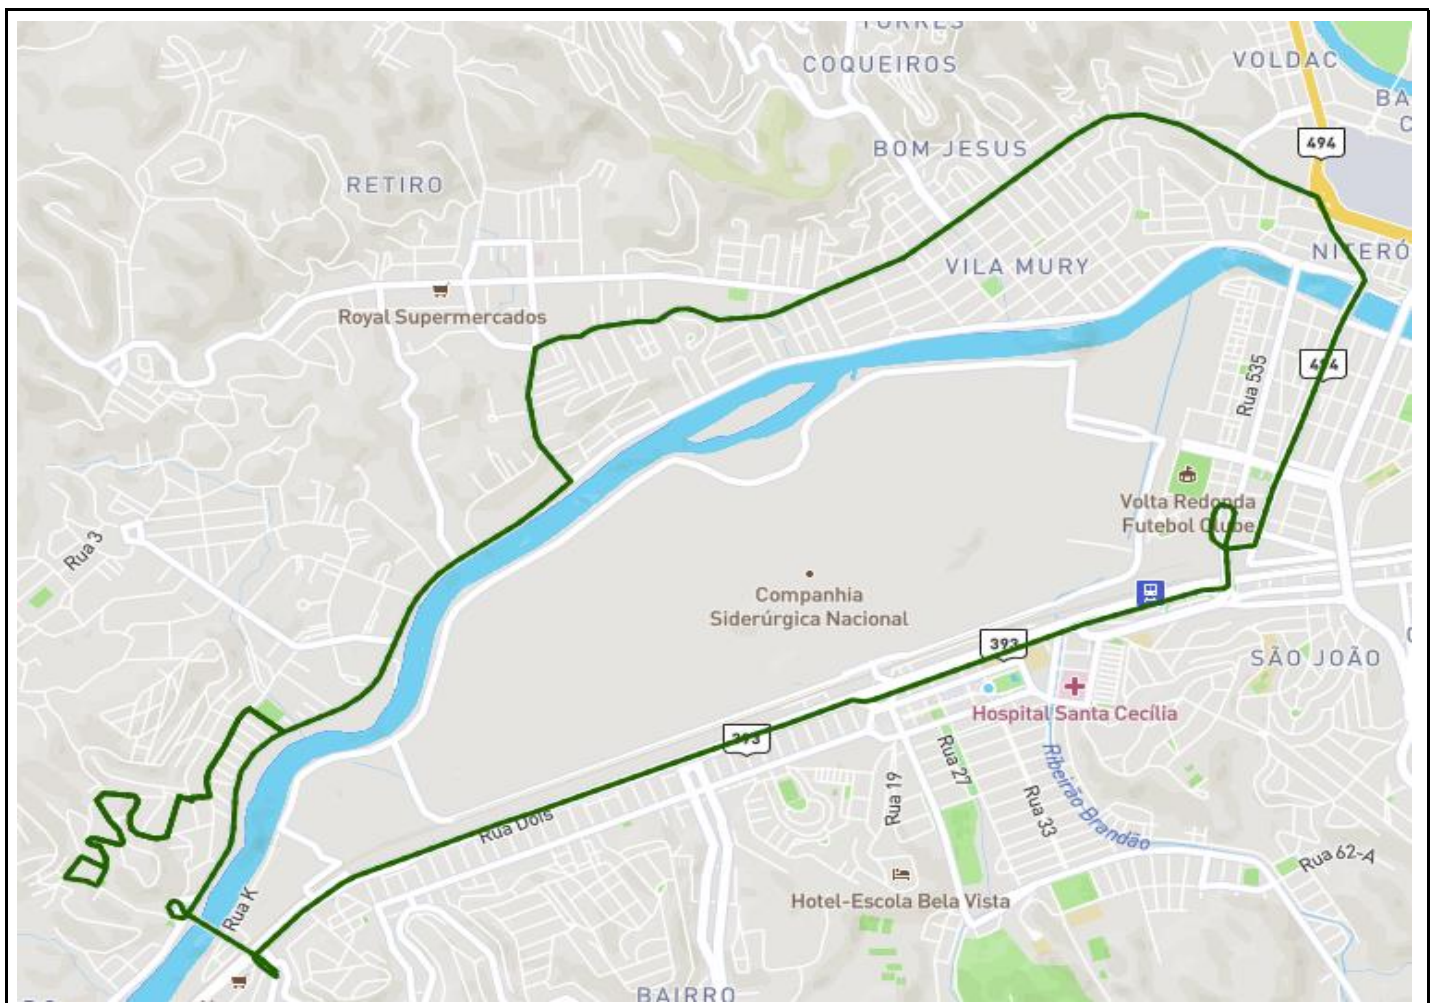 TORRES
COQUEIROS
VOLDAC
BOM JESUS
494
RETIRO
VILA MURY
NITERÓ
Royal Supermercados
494
Rua 535
Volta Redonda
Futebol Clube
Rua 3
Companhia
Siderúrgica Nacional
393
SÃO JOÃO
Hospital Santa Cecília
393
Rua 27
Rua 19
Ribeirão Brandão
Rua 33
Rua Dois
Rua 62-A
Rua K
Hotel-Escola Bela Vista
BAIRRO